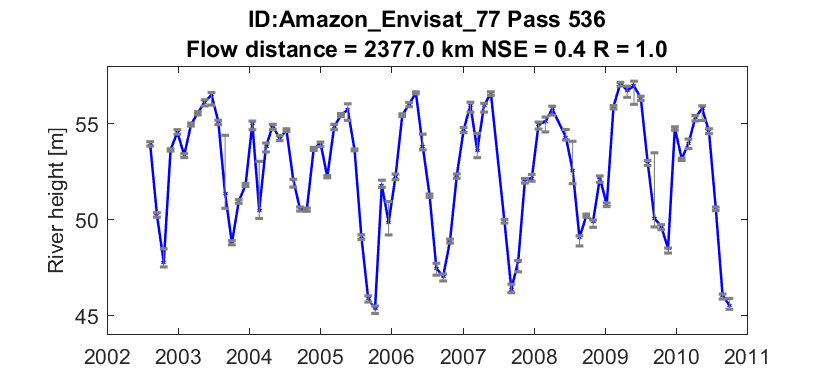 ID:Amazon_Envisat_77 Pass 536
Flow distance = 2377.0 km NSE = 0.4 R = 1.0
River height [m]
55
50
45
2002 2003 2004 2005 2006 2007 2008 2009 2010 2011